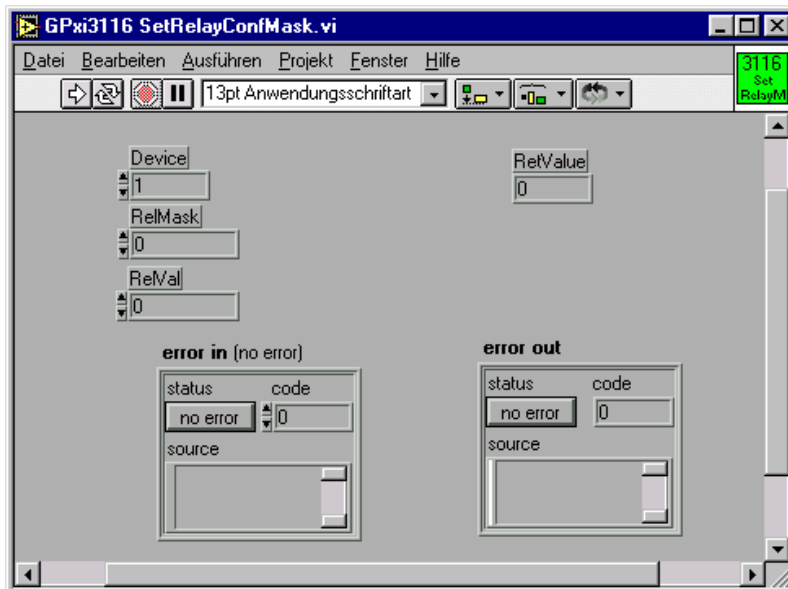 GPxi3116 SetRelayConfMask.vi
Datei Bearbeiten Ausführen Projekt Fenster Hilfe
13pt Anwendungsschriftart
3116
Set
RelayM
Device
1
RelMask
0
RelVal
0
RetValue
0
error in (no error)
status code
no error 0
source
error out
status code
no error 0
source